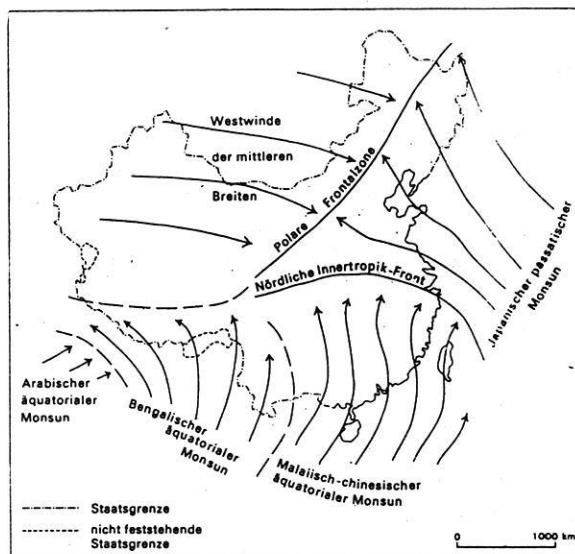 Westwinde
der mittleren
Breiten
Polare Frontalzone
Nördliche Innertropik-Front
Japanischer passatischer
Monsun
Arabischer
äquatorialer
Monsun
Bengalischer
äquatorialer
Monsun
Malaiisch-chinesischer
äquatorialer Monsun
Staatsgrenze
nicht feststehende
Staatsgrenze
0 1000 km